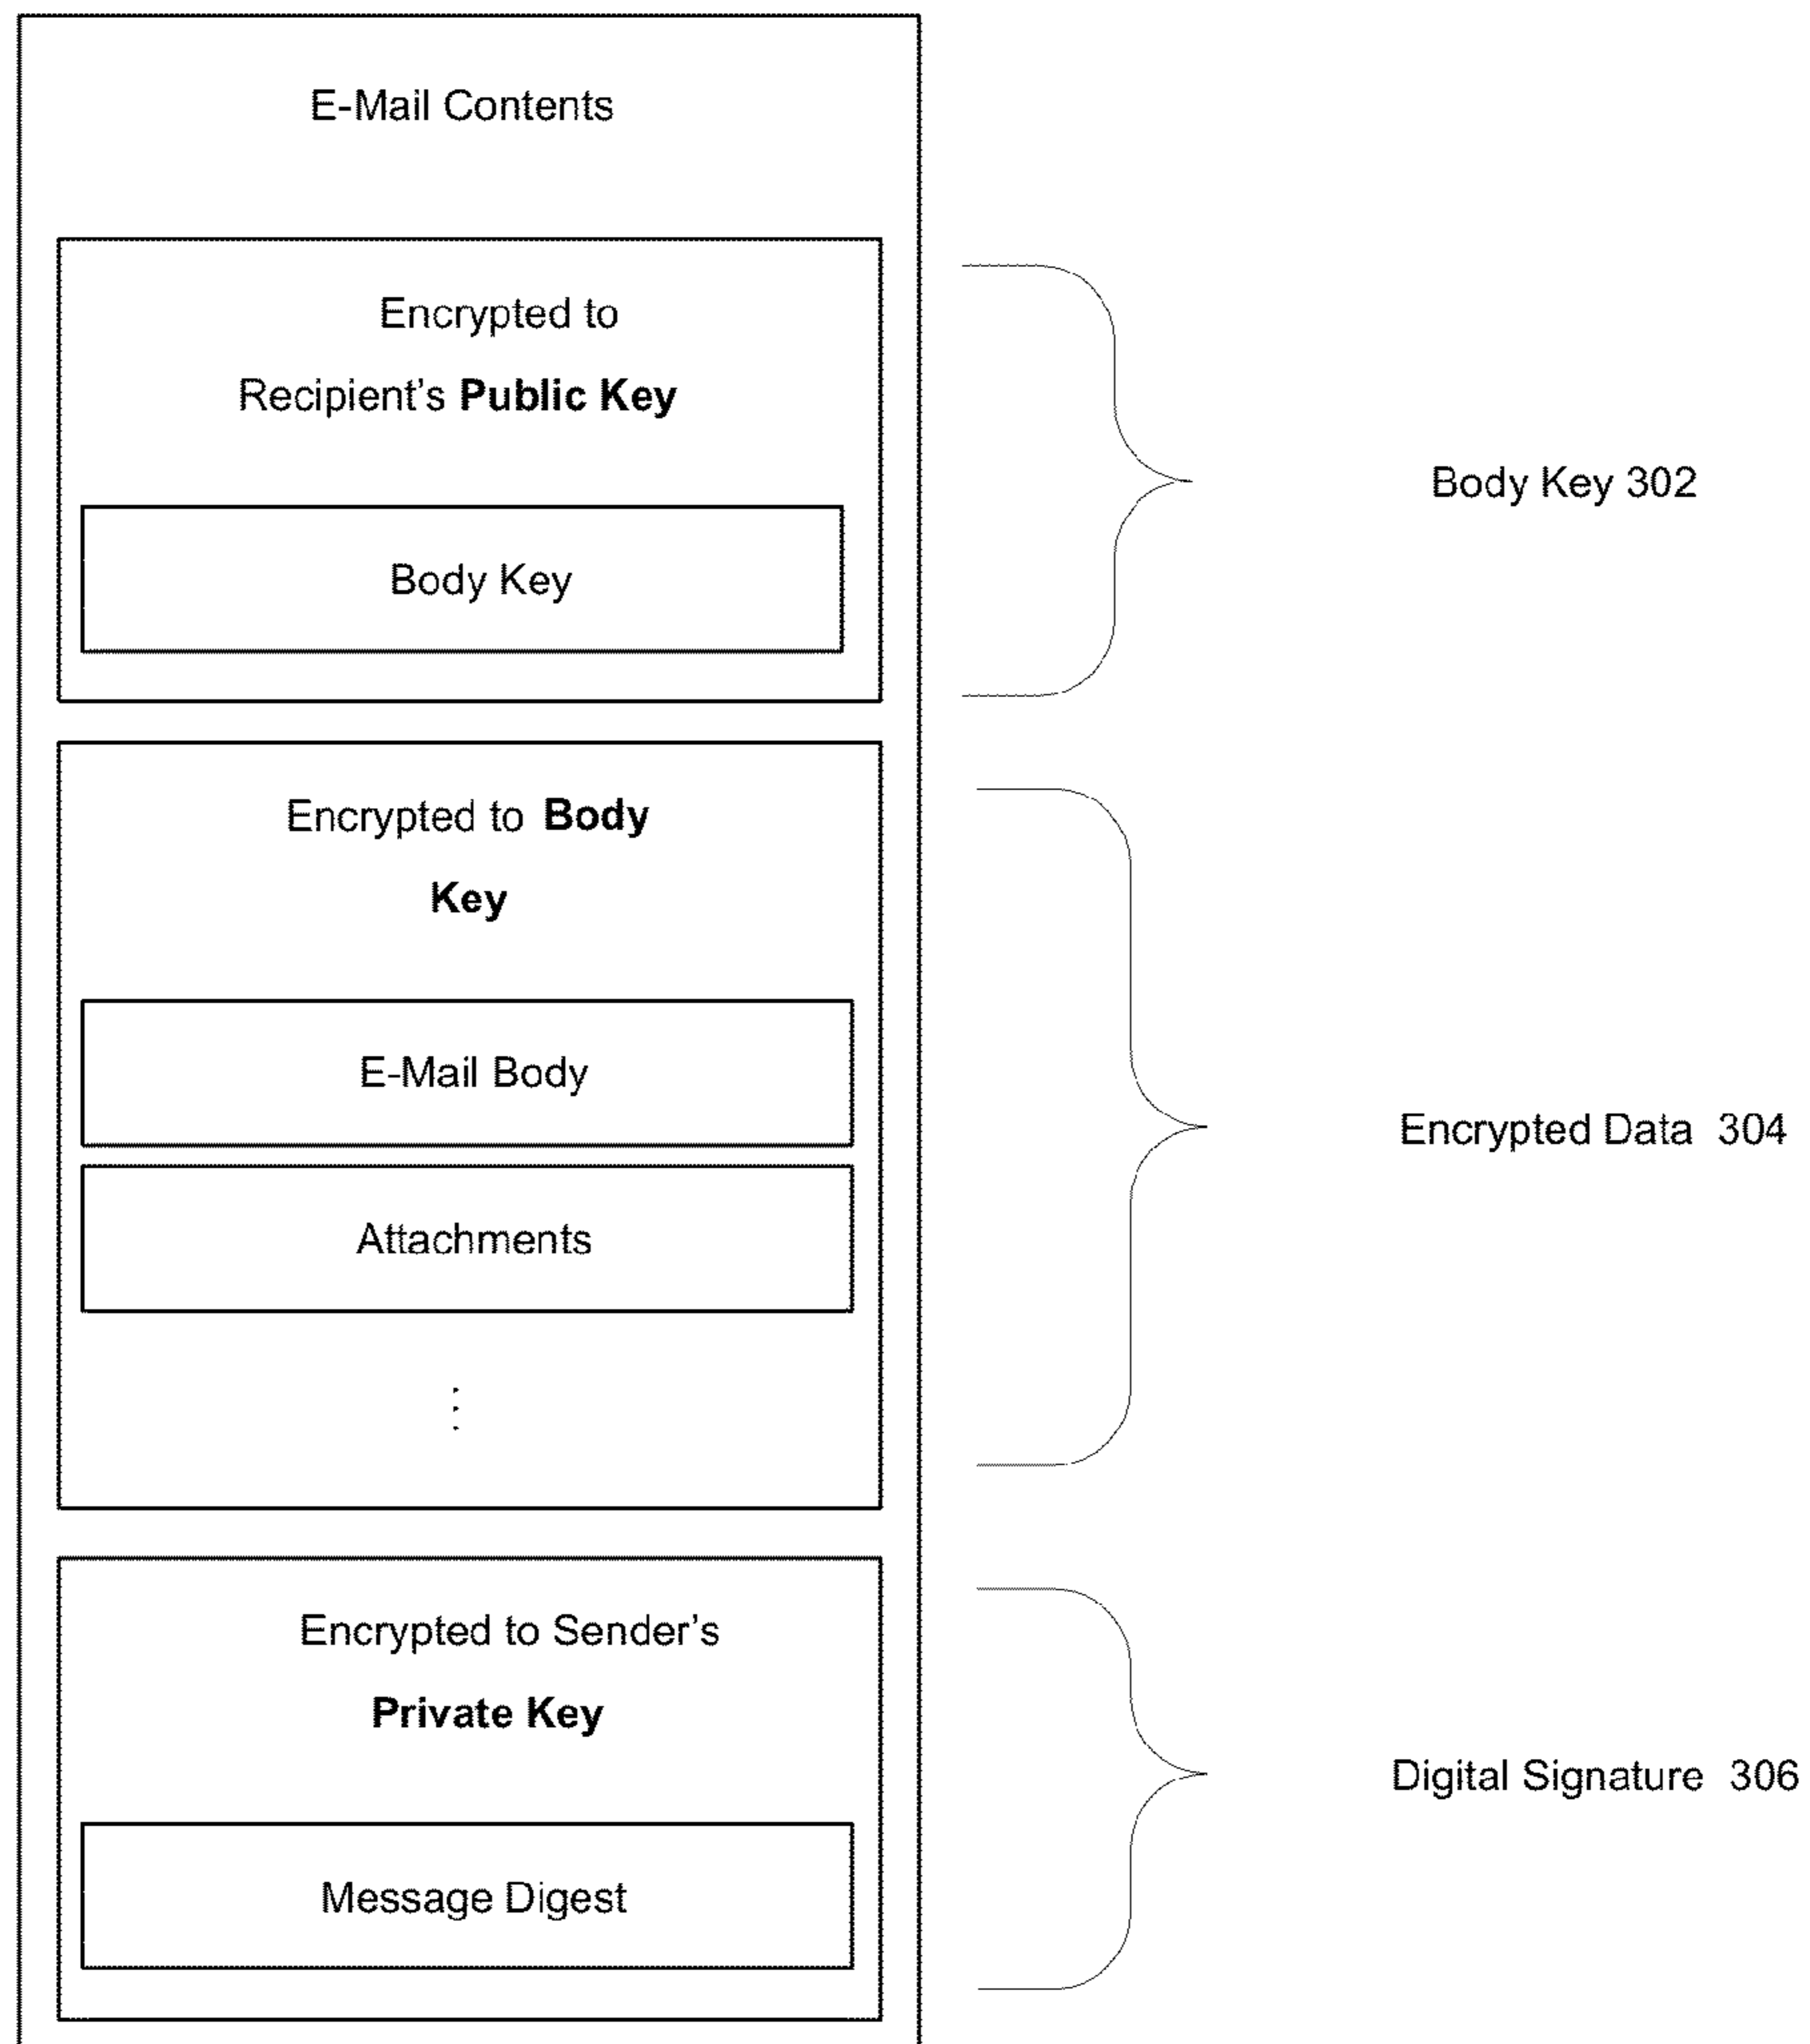 E-Mail Contents
Encrypted to
Recipient's Public Key
Body Key
Body Key 302
Encrypted to Body
Key
E-Mail Body
Attachments
⋮
Encrypted Data 304
Encrypted to Sender's
Private Key
Message Digest
Digital Signature 306